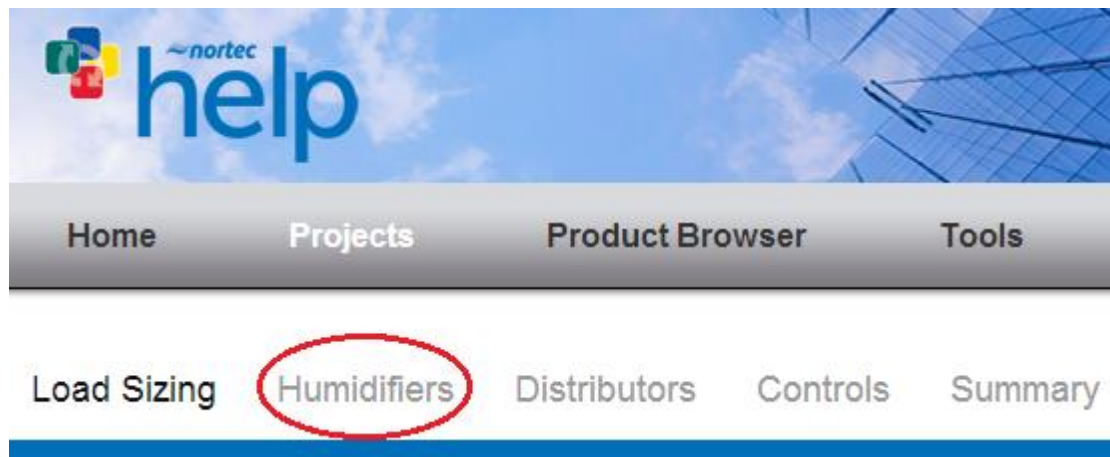 ~nortec
help
Home Projects Product Browser Tools
Load Sizing Humidifiers Distributors Controls Summary